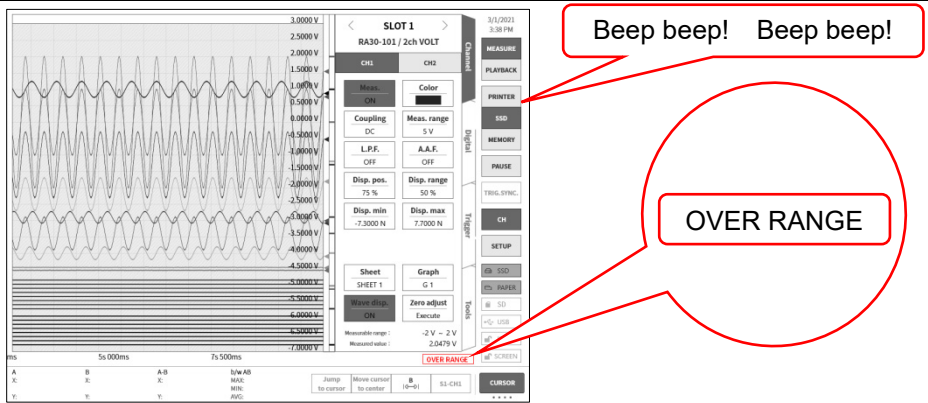 3.0000 V
2.5000 V
2.0000 V
1.5000 V
1.0000 V
0.5000 V
0.0000 V
-0.5000 V
-1.0000 V
-1.5000 V
-2.0000 V
-2.5000 V
-3.0000 V
-3.5000 V
-4.0000 V
-4.5000 V
-5.0000 V
-5.5000 V
-6.0000 V
-6.5000 V
-7.0000 V
ms
5s000ms
7s500ms
< SLOT 1 >
RA30-101 / 2ch VOLT
CH1 CH2
Meas. Color
ON
Coupling Meas. range
DC 5 V
L.P.F. A.A.F.
OFF OFF
Disp. pos. Disp. range
75 % 50 %
Disp. min Disp. max
-7.3000 N 7.7000 N
Sheet Graph
SHEET 1 G 1
Wave disp. Zero adjust
ON Execute
Measurable range : -2 V ~ 2 V
Measured value : 2.0479 V
OVER RANGE
Channel
Digital
Trigger
Tools
3/1/2021
3:38 PM
MEASURE
PLAYBACK
PRINTER
SSD
MEMORY
PAUSE
TRIG.SYNC.
CH
SETUP
SSD
PAPER
SD
USB
SCREEN
A B A-B b/w AB
X: X: X: MAX:
MIN:
Y: Y: Y: AVG:
Jump
to cursor
Move cursor
to center
B
S1-CH1
CURSOR
Beep beep! Beep beep!
OVER RANGE